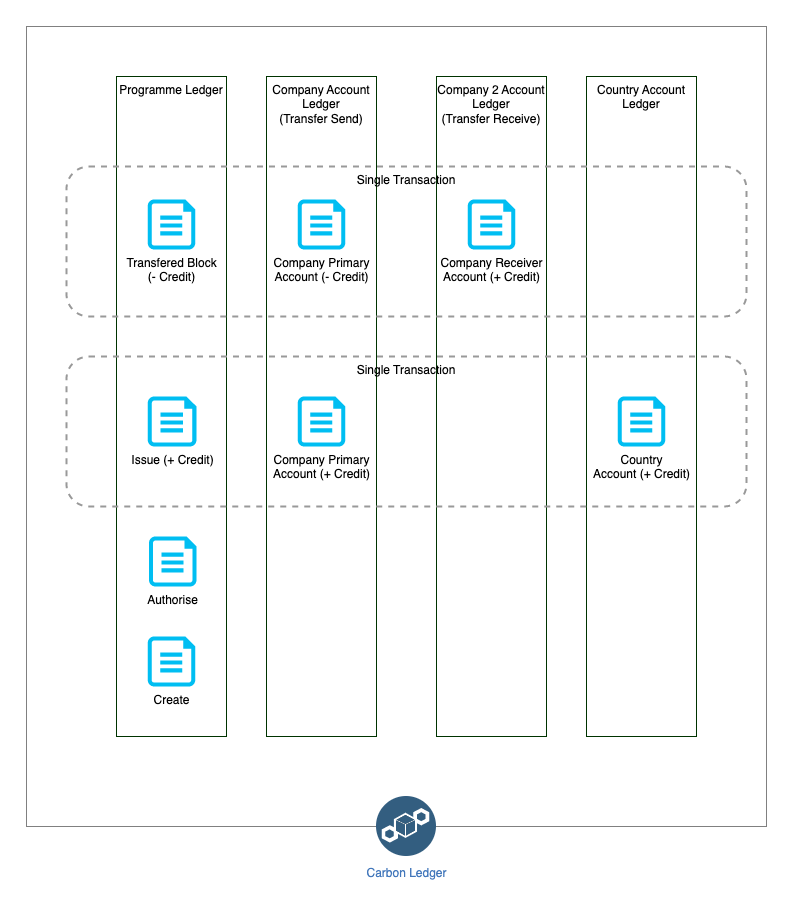 Programme Ledger
Company Account
Ledger
(Transfer Send)
Company 2 Account
Ledger
(Transfer Receive)
Country Account
Ledger
Single Transaction
Transfered Block
(- Credit)
Company Primary
Account (- Credit)
Company Receiver
Account (+ Credit)
Single Transaction
Issue (+ Credit)
Company Primary
Account (+ Credit)
Country
Account (+ Credit)
Authorise
Create
Carbon Ledger